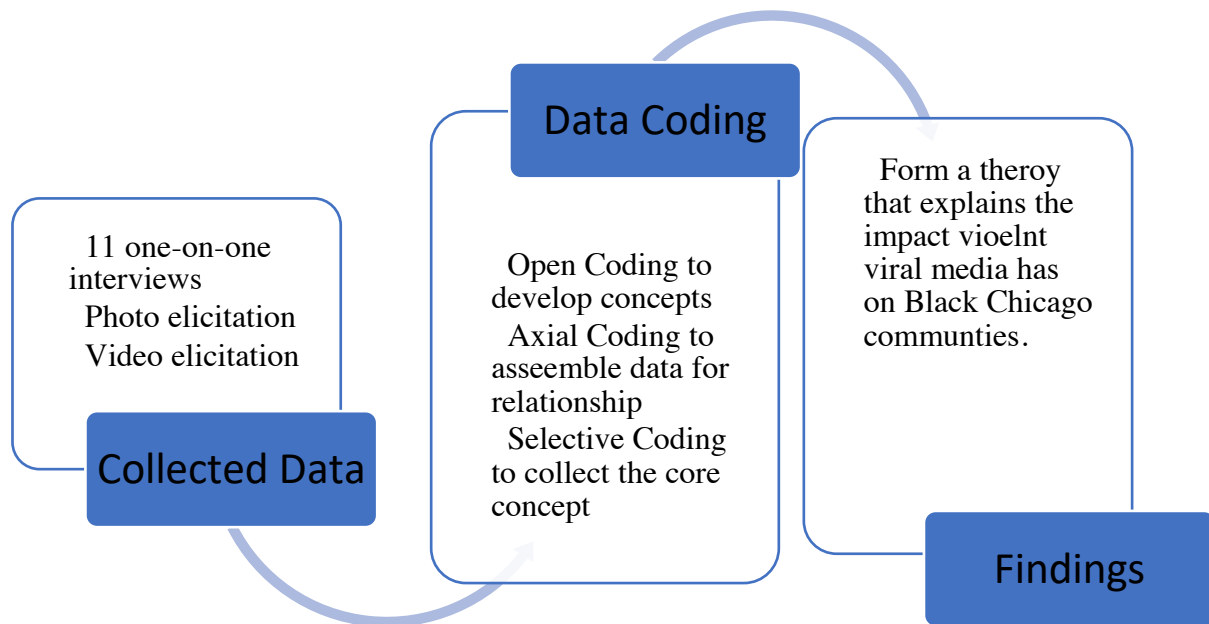 11 one-on-one
interviews
Photo elicitation
Video elicitation
Collected Data
Data Coding
Open Coding to
develop concepts
Axial Coding to
asseemble data for
relationship
Selective Coding
to collect the core
concept
Form a theroy
that explains the
impact vioelnt
viral media has
on Black Chicago
communties.
Findings